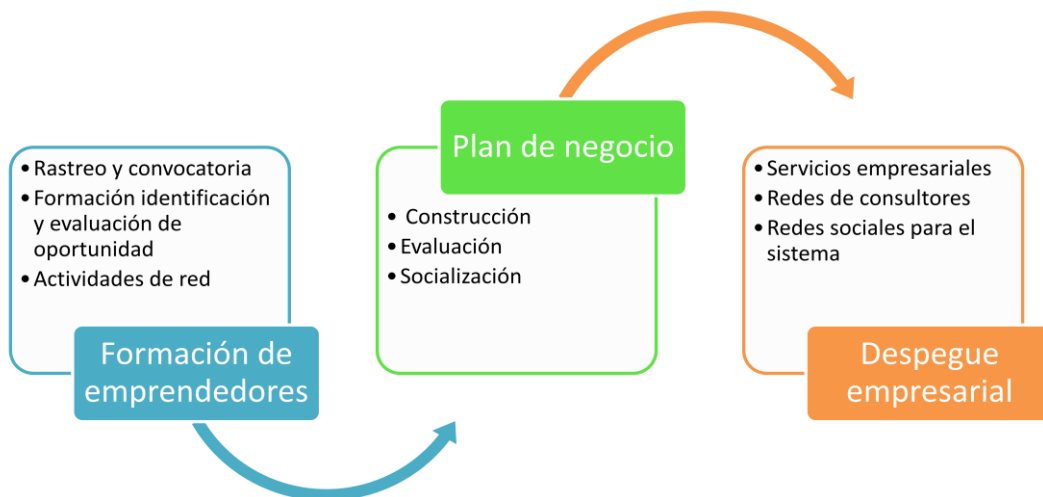 • Rastreo y convocatoria
• Formación identificación
y evaluación de
oportunidad
• Actividades de red
Formación de
emprendedores
Plan de negocio
• Construcción
• Evaluación
• Socialización
• Servicios empresariales
• Redes de consultores
• Redes sociales para el
sistema
Despegue
empresarial